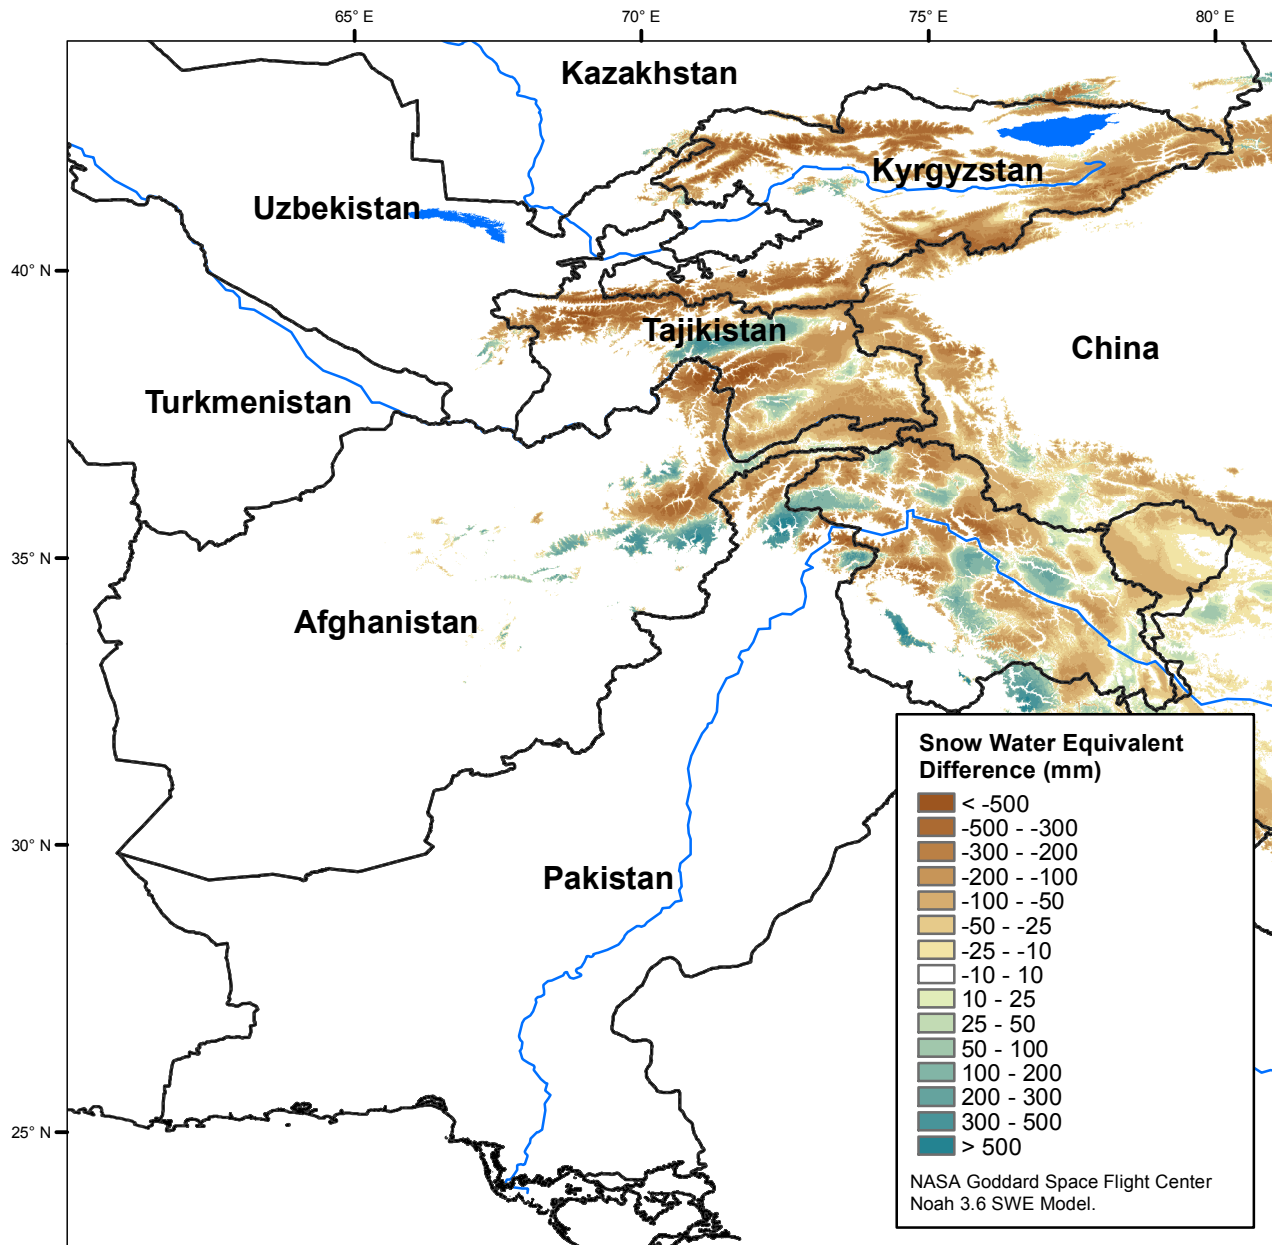 65° E
70° E
75° E
80° E
Kazakhstan
Kyrgyzstan
Uzbekistan
40° N
Tajikistan
China
Turkmenistan
35° N
Afghanistan
Snow Water Equivalent
Difference (mm)
< -500
-500 - -300
-300 - -200
-200 - -100
-100 - -50
-50 - -25
-25 - -10
-10 - 10
10 - 25
25 - 50
50 - 100
100 - 200
200 - 300
300 - 500
> 500
30° N
Pakistan
25° N
NASA Goddard Space Flight Center
Noah 3.6 SWE Model.